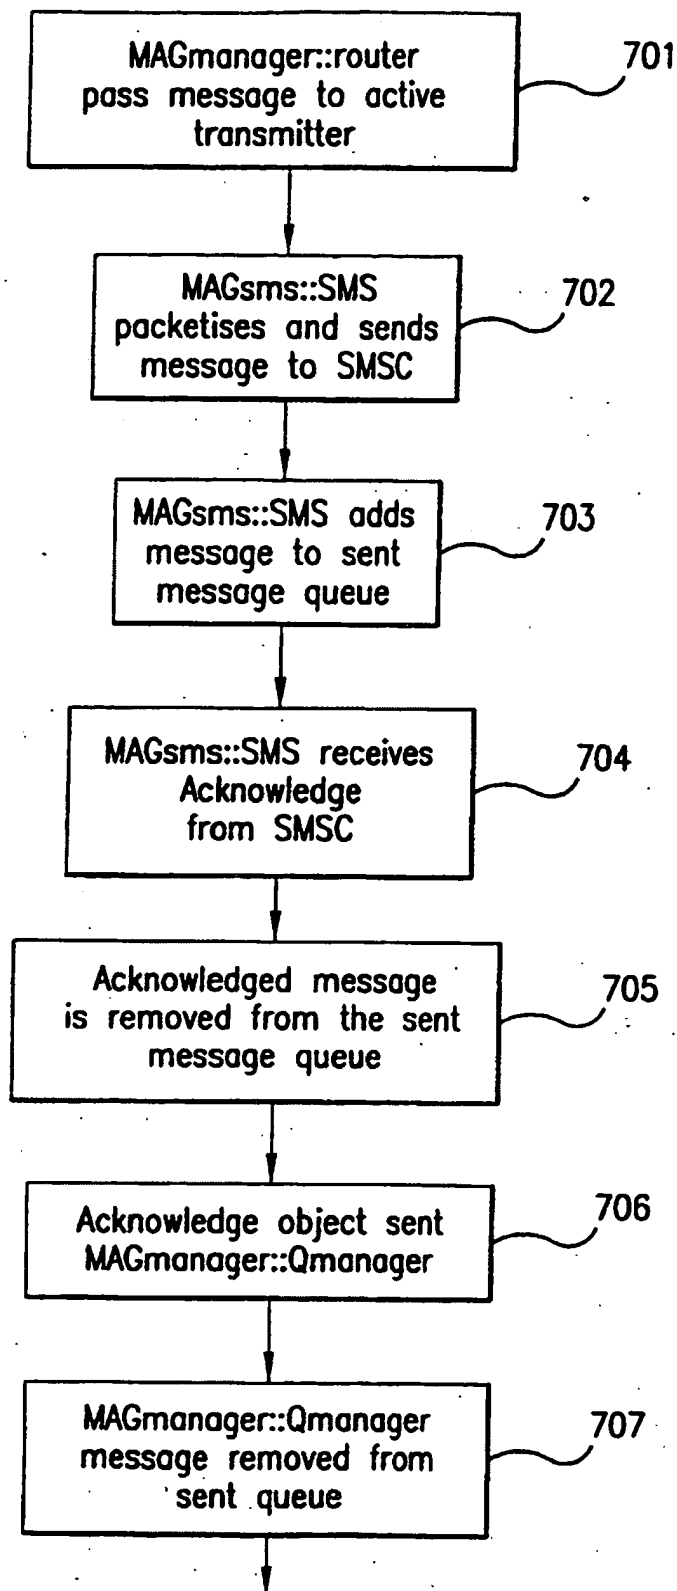 MAGmanager::router
pass message to active
transmitter
701
MAGsms::SMS
packetises and sends
message to SMSC
702
MAGsms::SMS adds
message to sent
message queue
703
MAGsms::SMS receives
Acknowledge
from SMSC
704
Acknowledged message
is removed from the sent
message queue
705
Acknowledge object sent
MAGmanager::Qmanager
706
MAGmanager::Qmanager
message removed from
sent queue
707